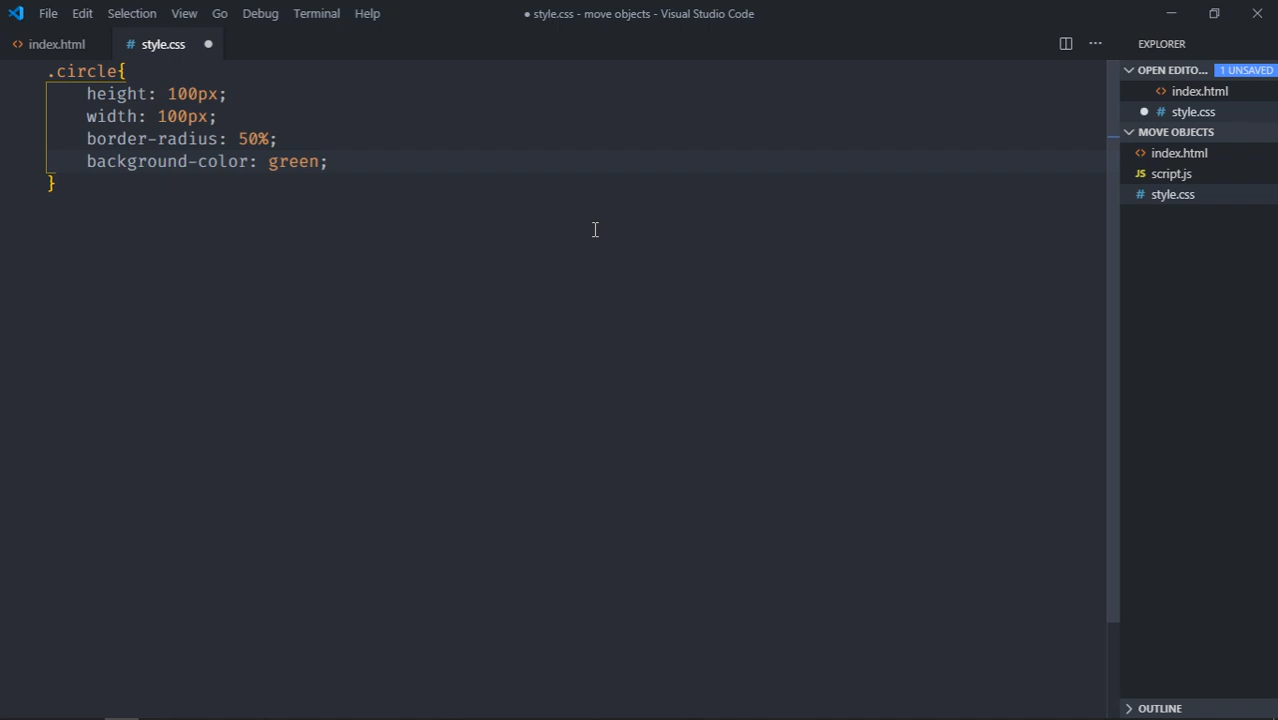 File Edit Selection View Go Debug Terminal Help
● style.css - move objects - Visual Studio Code
<> index.html
# style.css ●
EXPLORER
.circle{
height: 100px;
width: 100px;
border-radius: 50%;
background-color: green;
}
OPEN EDITO... 1 UNSAVED
<> index.html
● # style.css
MOVE OBJECTS
<> index.html
JS script.js
# style.css
OUTLINE